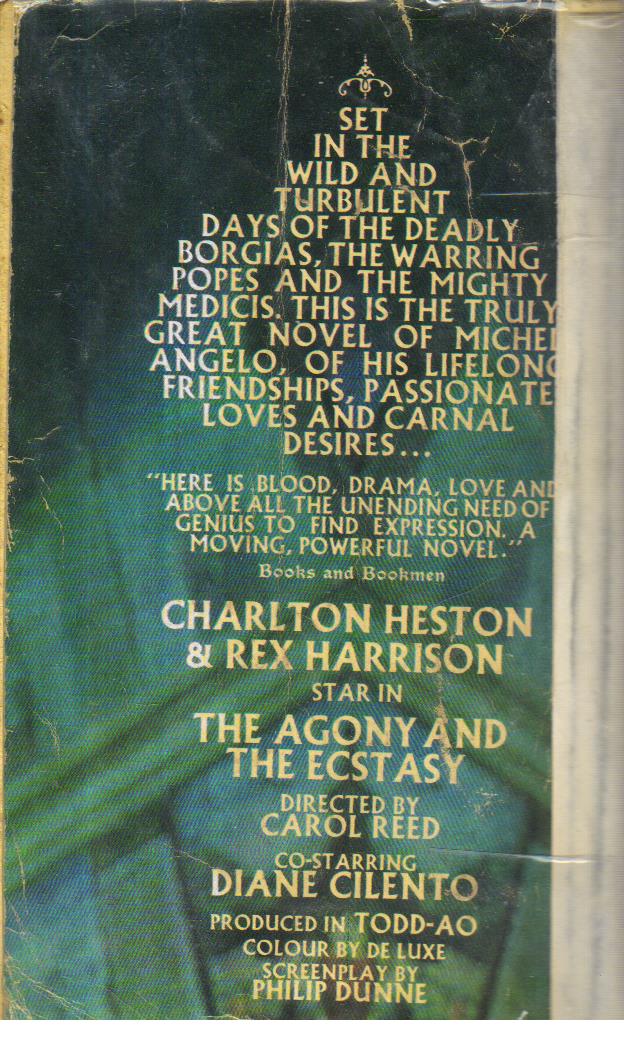 SET
IN THE
WILD AND
TURBULENT
DAYS OF THE DEADLY
BORGIAS, THE WARRING
POPES AND THE MIGHTY
MEDICIS. THIS IS THE TRULY
GREAT NOVEL OF MICHEL
ANGELO, OF HIS LIFELONG
FRIENDSHIPS, PASSIONATE
LOVES AND CARNAL
DESIRES...
"HERE IS BLOOD, DRAMA, LOVE AND
ABOVE ALL THE UNENDING NEED OF
GENIUS TO FIND EXPRESSION. A
MOVING, POWERFUL NOVEL."
Books and Bookmen
CHARLTON HESTON
& REX HARRISON
STAR IN
THE AGONY AND
THE ECSTASY
DIRECTED BY
CAROL REED
CO-STARRING
DIANE CILENTO
PRODUCED IN TODD-AO
COLOUR BY DE LUXE
SCREENPLAY BY
PHILIP DUNNE